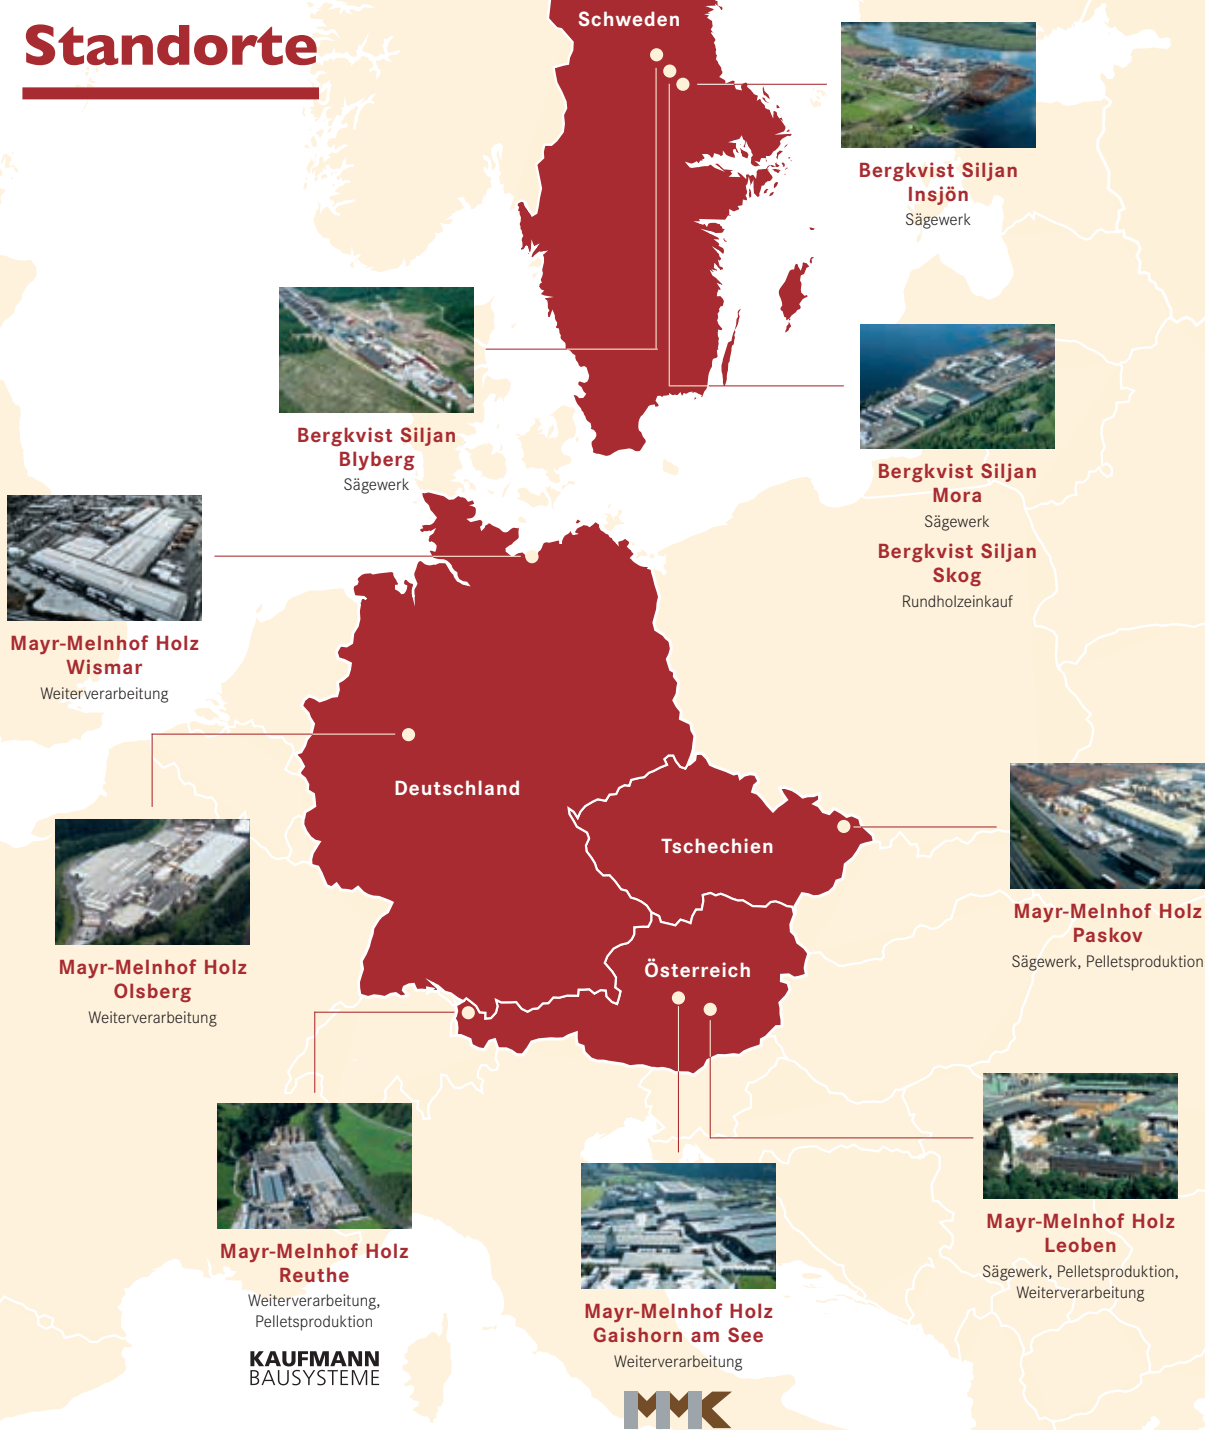 Standorte
Schweden
Bergkvist Siljan
Insjön
Sägewerk
Bergkvist Siljan
Blyberg
Sägewerk
Bergkvist Siljan
Mora
Sägewerk
Bergkvist Siljan
Skog
Rundholzeinkauf
Mayr-Melnhof Holz
Wismar
Weiterverarbeitung
Deutschland
Tschechien
Mayr-Melnhof Holz
Paskov
Sägewerk, Pelletsproduktion
Mayr-Melnhof Holz
Olsberg
Weiterverarbeitung
Österreich
Mayr-Melnhof Holz
Leoben
Sägewerk, Pelletsproduktion,
Weiterverarbeitung
Mayr-Melnhof Holz
Reuthe
Weiterverarbeitung,
Pelletsproduktion
KAUFMANN
BAUSYSTEME
Mayr-Melnhof Holz
Gaishorn am See
Weiterverarbeitung
MMK